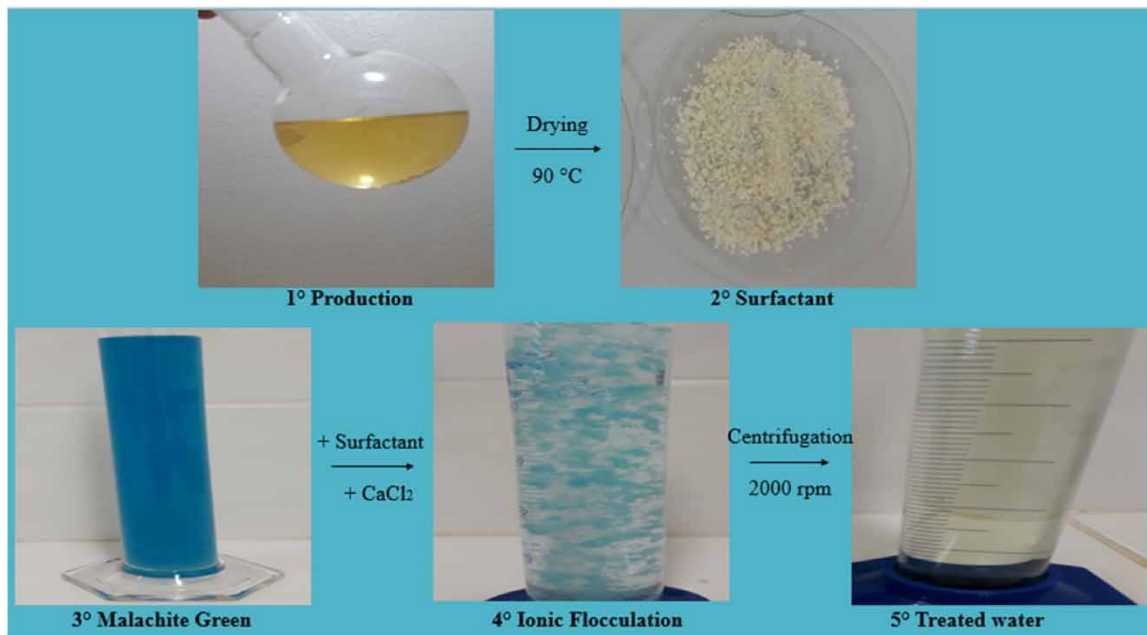 Drying
90 °C
1° Production
2° Surfactant
+ Surfactant
+ CaCl₂
Centrifugation
2000 rpm
3° Malachite Green
4° Ionic Flocculation
5° Treated water